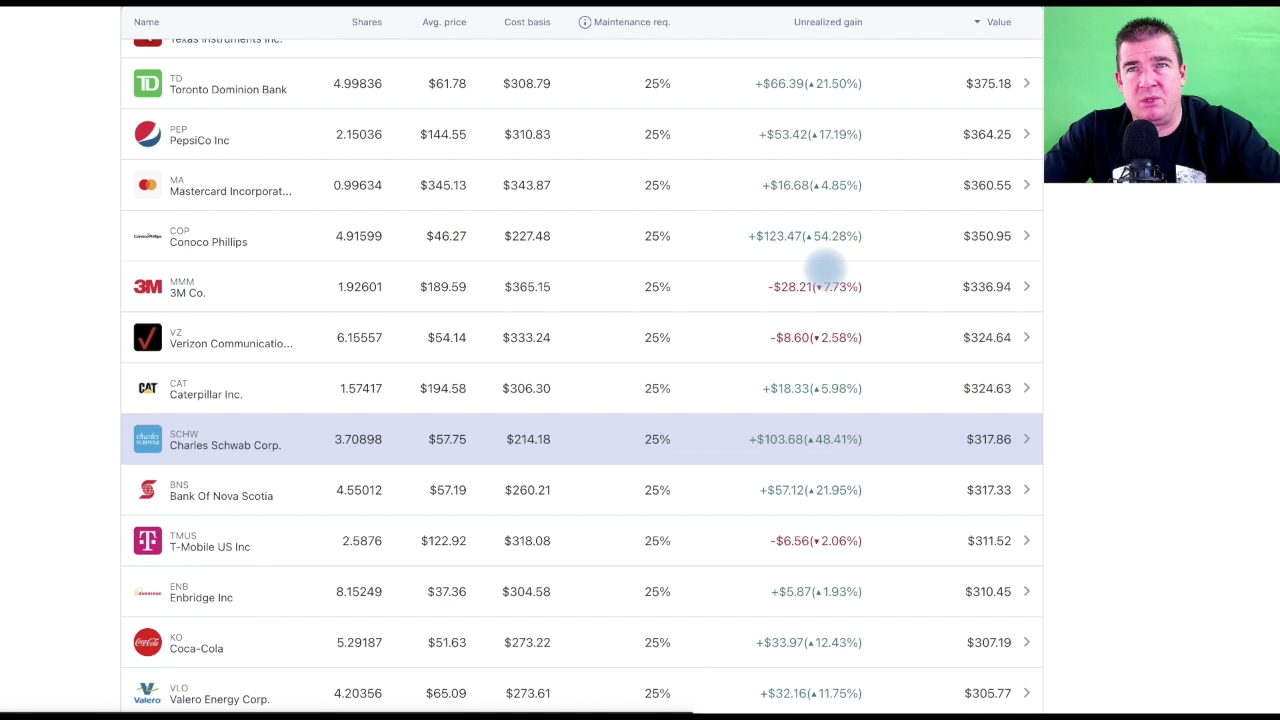 Name Shares Avg. price Cost basis Maintenance req. Unrealized gain Value
Texas Instruments Inc.
TD
Toronto Dominion Bank 4.99836 $61.78 $308.79 25% +$66.39(▲21.50%) $375.18
PEP
PepsiCo Inc 2.15036 $144.55 $310.83 25% +$53.42(▲17.19%) $364.25
MA
Mastercard Incorporat... 0.99634 $345.13 $343.87 25% +$16.68(▲4.85%) $360.55
ConocoPhillips
COP
Conoco Phillips 4.91599 $46.27 $227.48 25% +$123.47(▲54.28%) $350.95
3M
MMM
3M Co. 1.92601 $189.59 $365.15 25% -$28.21(▼7.73%) $336.94
VZ
Verizon Communicatio... 6.15557 $54.14 $333.24 25% -$8.60(▼2.58%) $324.64
CAT
CAT
Caterpillar Inc. 1.57417 $194.58 $306.30 25% +$18.33(▲5.98%) $324.63
charles
SCHWAB
SCHW
Charles Schwab Corp. 3.70898 $57.75 $214.18 25% +$103.68(▲48.41%) $317.86
BNS
Bank Of Nova Scotia 4.55012 $57.19 $260.21 25% +$57.12(▲21.95%) $317.33
T
TMUS
T-Mobile US Inc 2.5876 $122.92 $318.08 25% -$6.56(▼2.06%) $311.52
ENBRIDGE
ENB
Enbridge Inc 8.15249 $37.36 $304.58 25% +$5.87(▲1.93%) $310.45
Coca-Cola
KO
Coca-Cola 5.29187 $51.63 $273.22 25% +$33.97(▲12.43%) $307.19
Valero
VLO
Valero Energy Corp. 4.20356 $65.09 $273.61 25% +$32.16(▲11.75%) $305.77